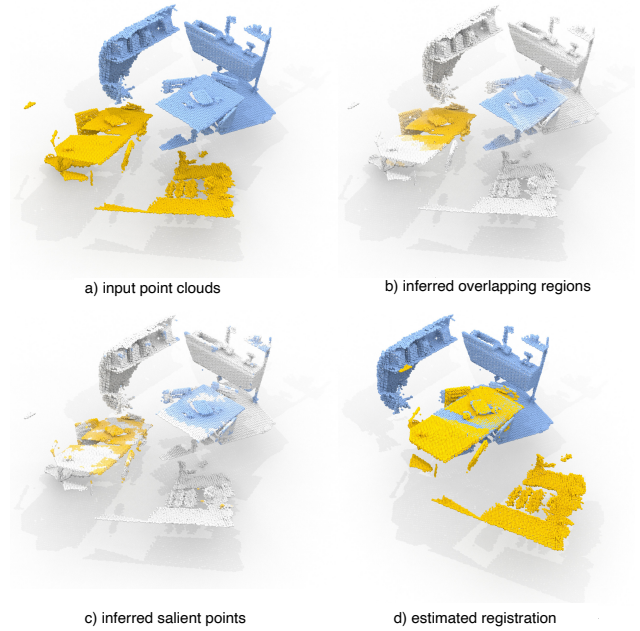 a) input point clouds
b) inferred overlapping regions
c) inferred salient points
d) estimated registration